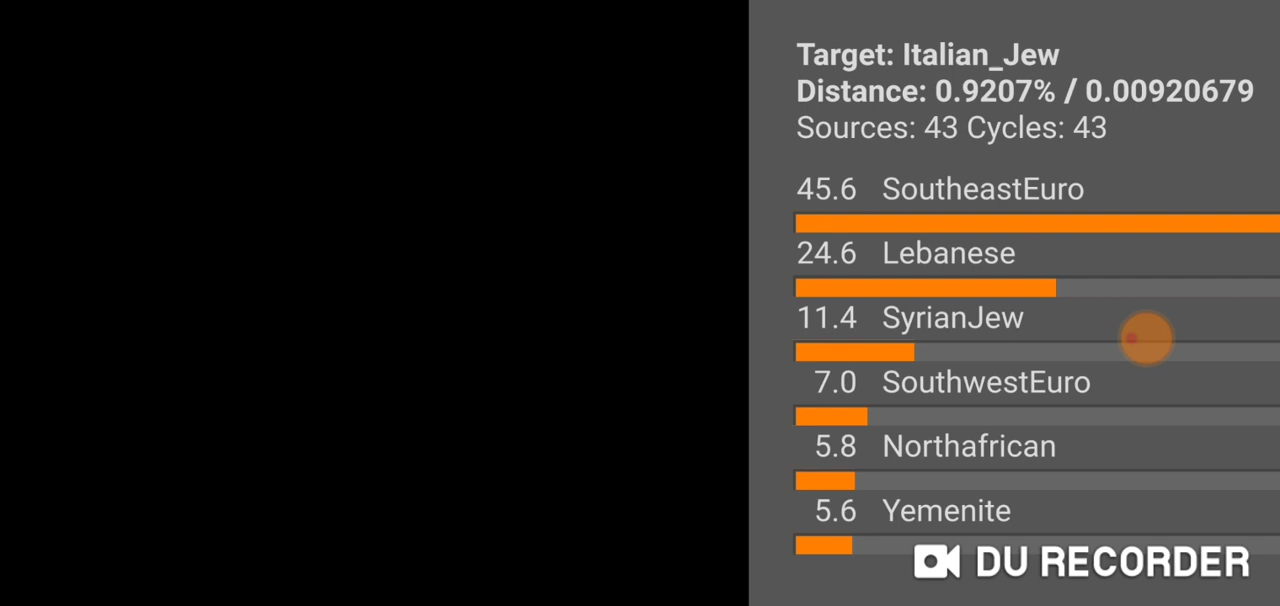 Target: Italian_Jew
Distance: 0.9207% / 0.00920679
Sources: 43 Cycles: 43
45.6 SoutheastEuro
24.6 Lebanese
11.4 SyrianJew
7.0 SouthwestEuro
5.8 Northafrican
5.6 Yemenite
DU RECORDER